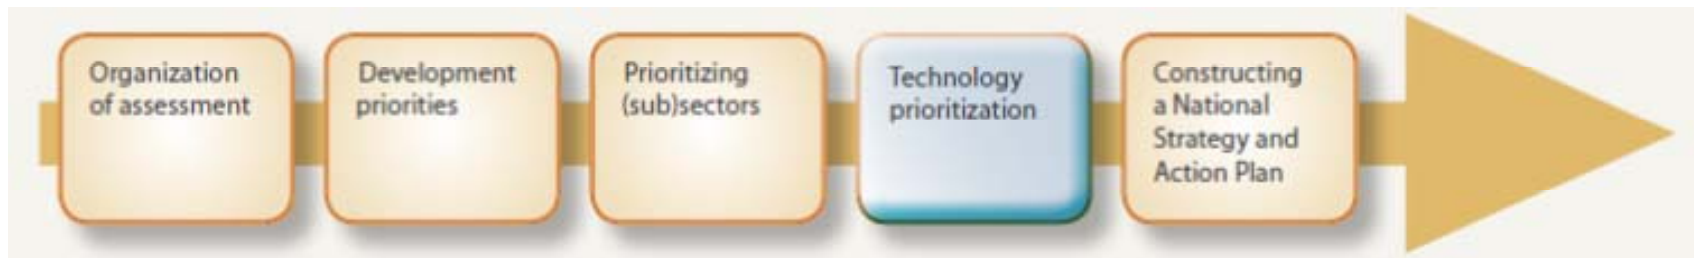 Organization
of assessment
Development
priorities
Prioritizing
(sub)sectors
Technology
prioritization
Constructing
a National
Strategy and
Action Plan